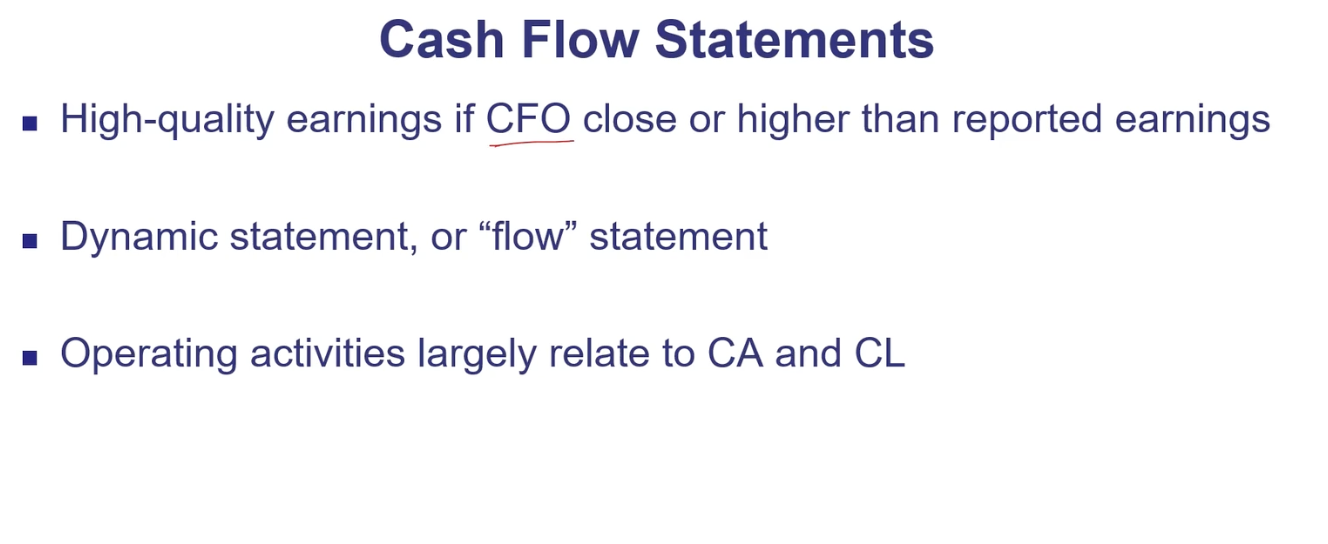 Cash Flow Statements
▪ High-quality earnings if CFO close or higher than reported earnings
▪ Dynamic statement, or “flow” statement
▪ Operating activities largely relate to CA and CL